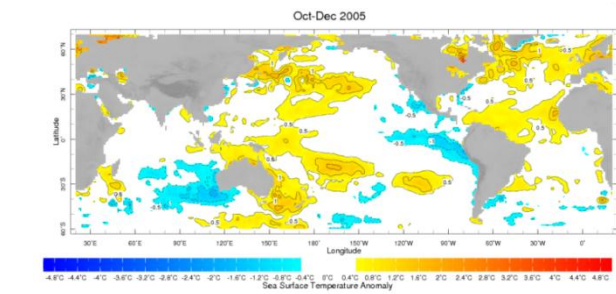 Oct-Dec 2005
60°N
30°N
0°
30°S
60°S
Latitude
30°E 60°E 90°E 120°E 150°E 180° 150°W 120°W 90°W 60°W 30°W 0°
Longitude
-4.8°C -4.4°C -4°C -3.6°C -3.2°C -2.8°C -2.4°C -2°C -1.6°C -1.2°C -0.8°C -0.4°C 0°C 0.4°C 0.8°C 1.2°C 1.6°C 2°C 2.4°C 2.8°C 3.2°C 3.6°C 4°C 4.4°C 4.8°C
Sea Surface Temperature Anomaly